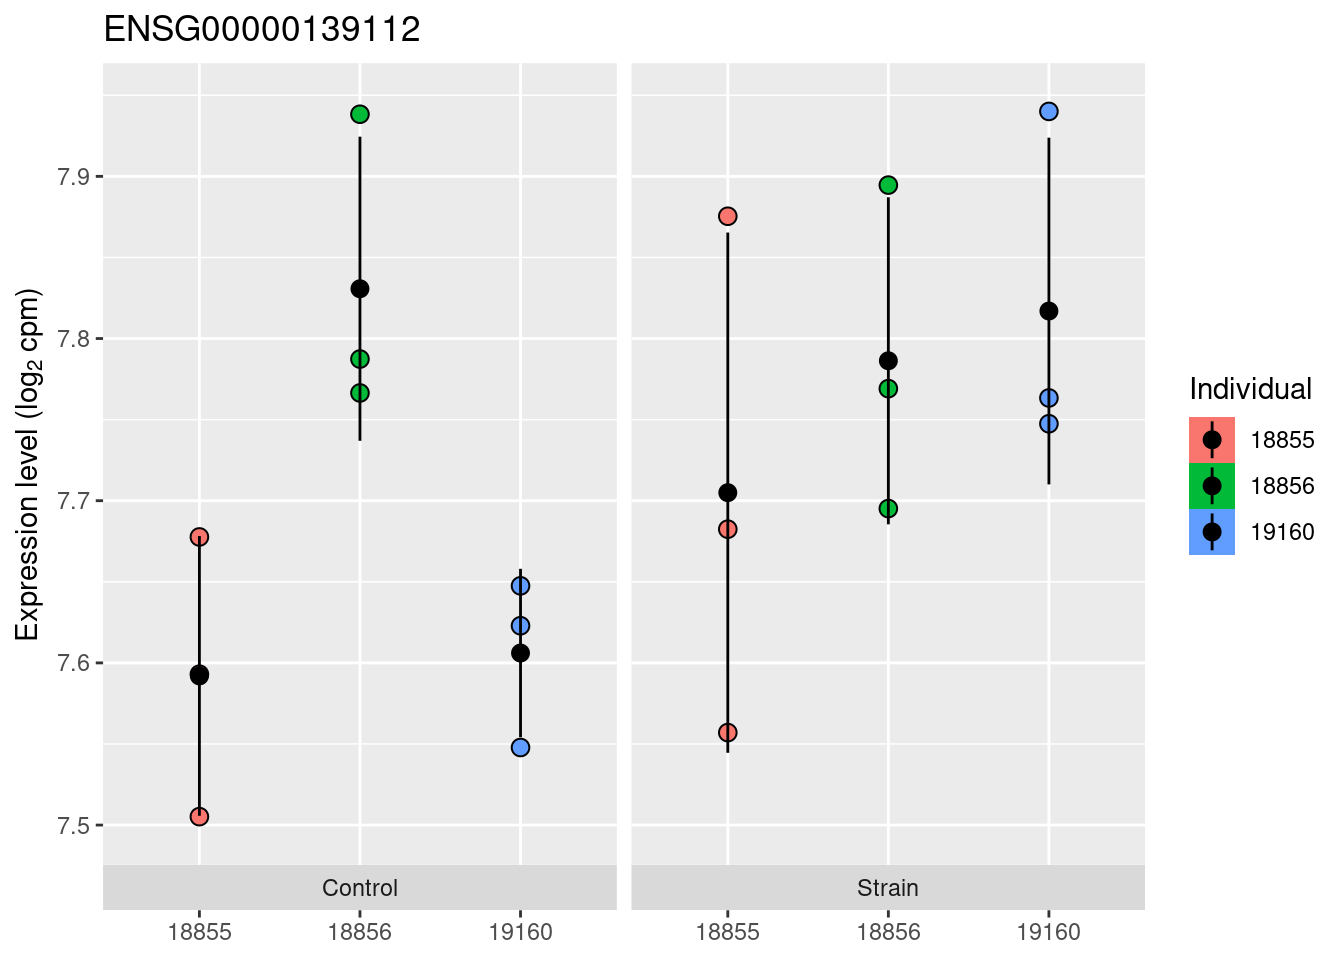 ENSG00000139112
Expression level (log₂ cpm)
7.9
7.8
7.7
7.6
7.5
Control
Strain
18855
18856
19160
18855
18856
19160
Individual
18855
18856
19160